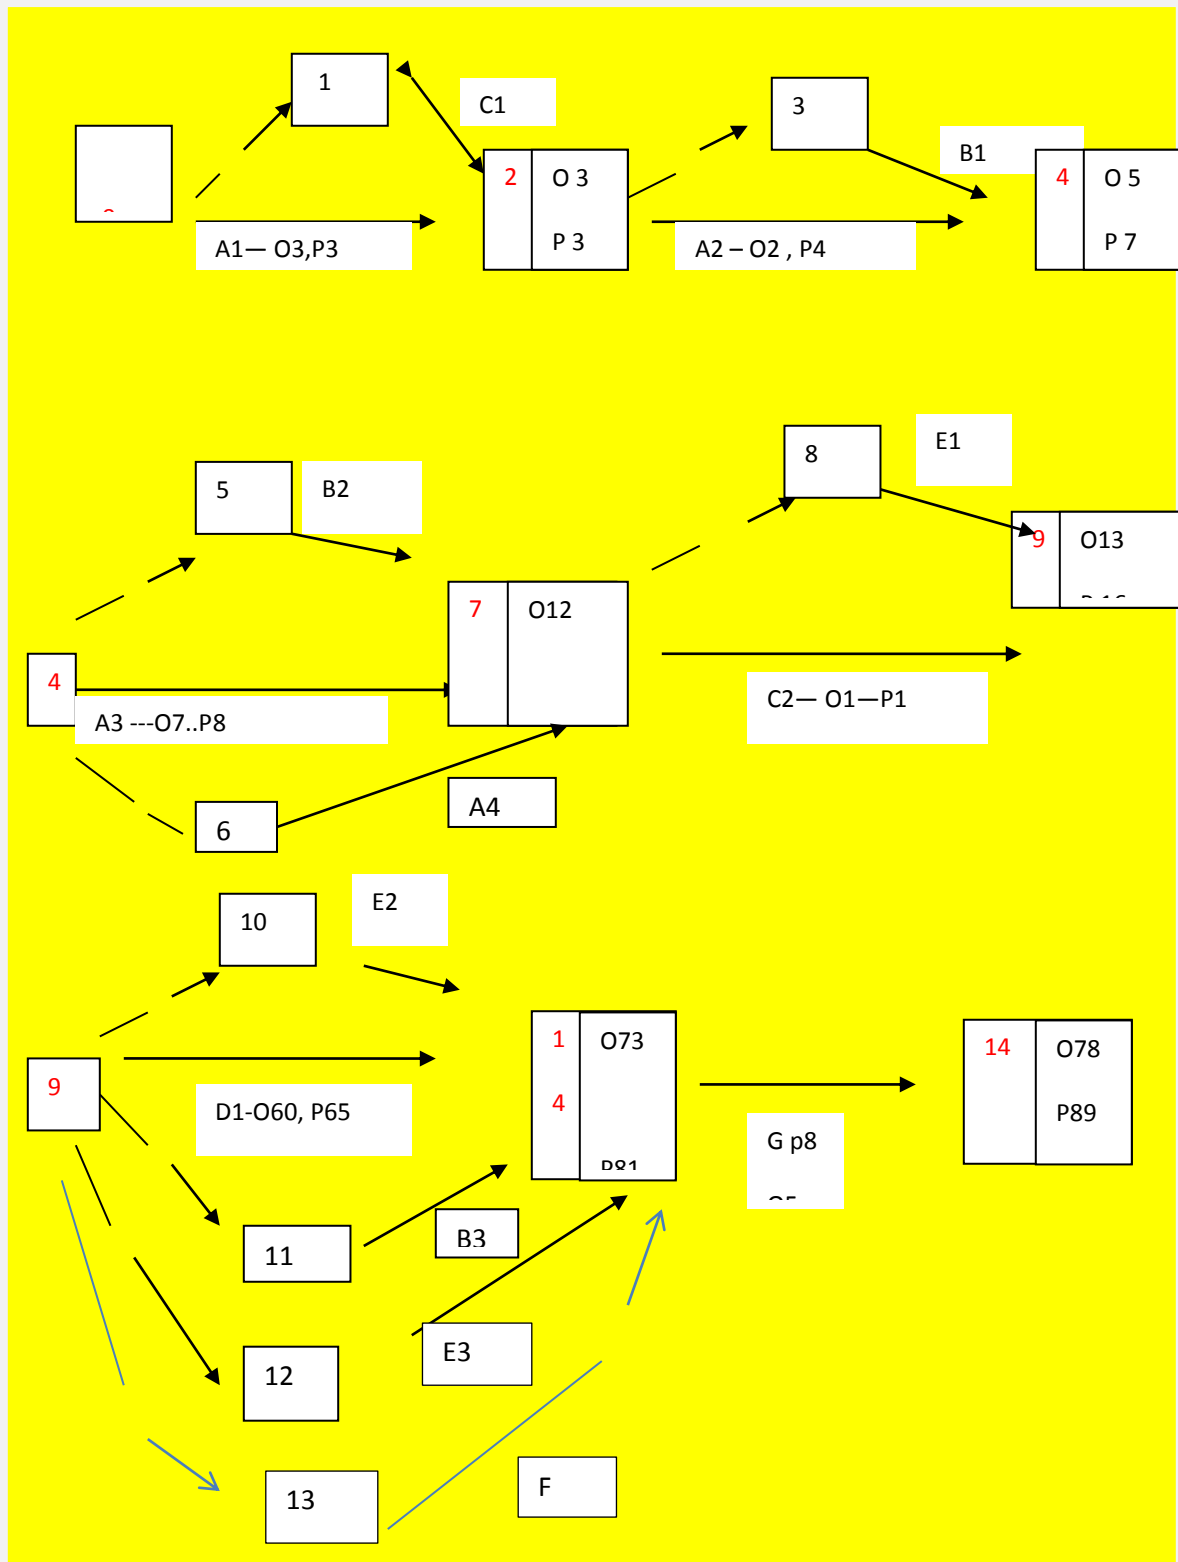 1
C1
3
B1
2
O 3
P 3
4
O 5
P 7
A1— O3,P3
A2 – O2 , P4
8
E1
5
B2
9
O13
7
O12
4
A3 ---O7..P8
C2— O1—P1
A4
6
10
E2
1
4
O73
P81
14
O78
P89
9
D1-O60, P65
G p8
O5
11
B3
12
E3
13
F